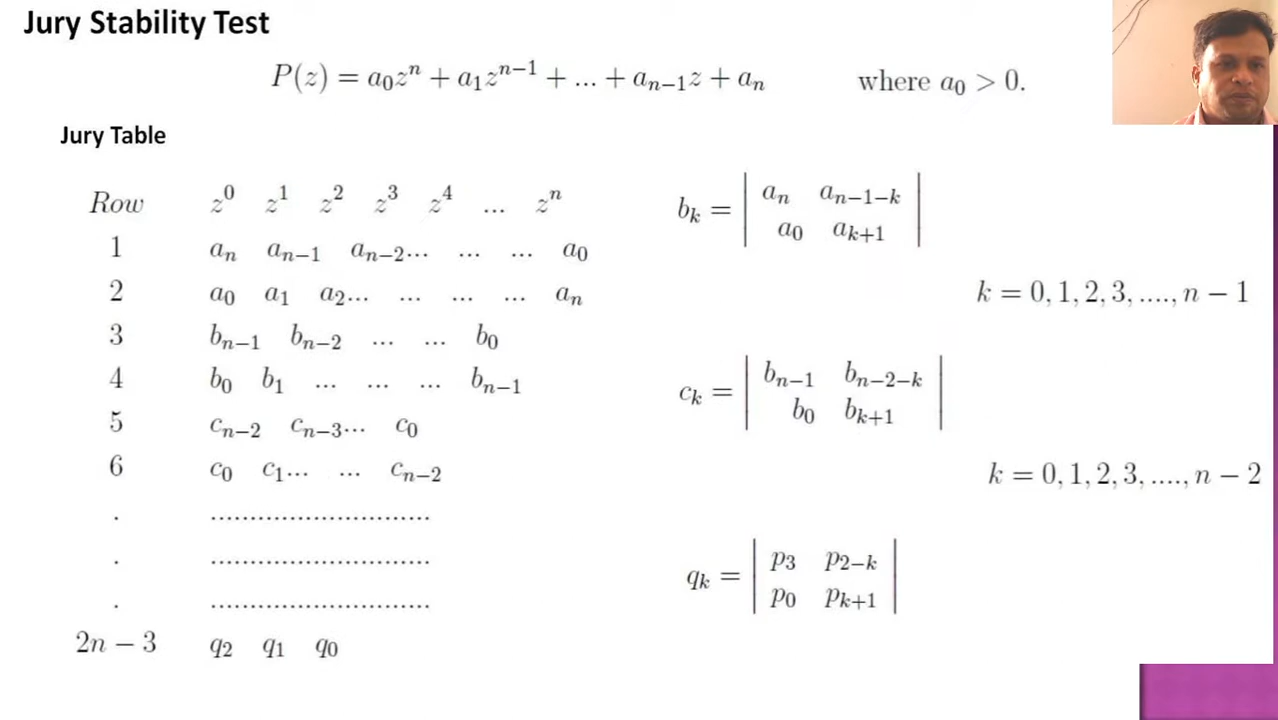 Jury Stability Test
P(z) = a₀zⁿ + a₁zⁿ⁻¹ + ... + aₙ₋₁z + aₙ where a₀ > 0.
Jury Table
Row z⁰ z¹ z² z³ z⁴ ... zⁿ
1 aₙ aₙ₋₁ aₙ₋₂... ... ... a₀
2 a₀ a₁ a₂... ... ... ... aₙ
3 bₙ₋₁ bₙ₋₂ ... ... b₀
4 b₀ b₁ ... ... ... bₙ₋₁
5 cₙ₋₂ cₙ₋₃... c₀
6 c₀ c₁... ... cₙ₋₂
. ............................
. ............................
. ............................
2n − 3 q₂ q₁ q₀
bₖ = | aₙ aₙ₋₁₋ₖ |
| a₀ aₖ₊₁ |
k = 0, 1, 2, 3, ...., n − 1
cₖ = | bₙ₋₁ bₙ₋₂₋ₖ |
| b₀ bₖ₊₁ |
k = 0, 1, 2, 3, ...., n − 2
qₖ = | p₃ p₂₋ₖ |
| p₀ pₖ₊₁ |